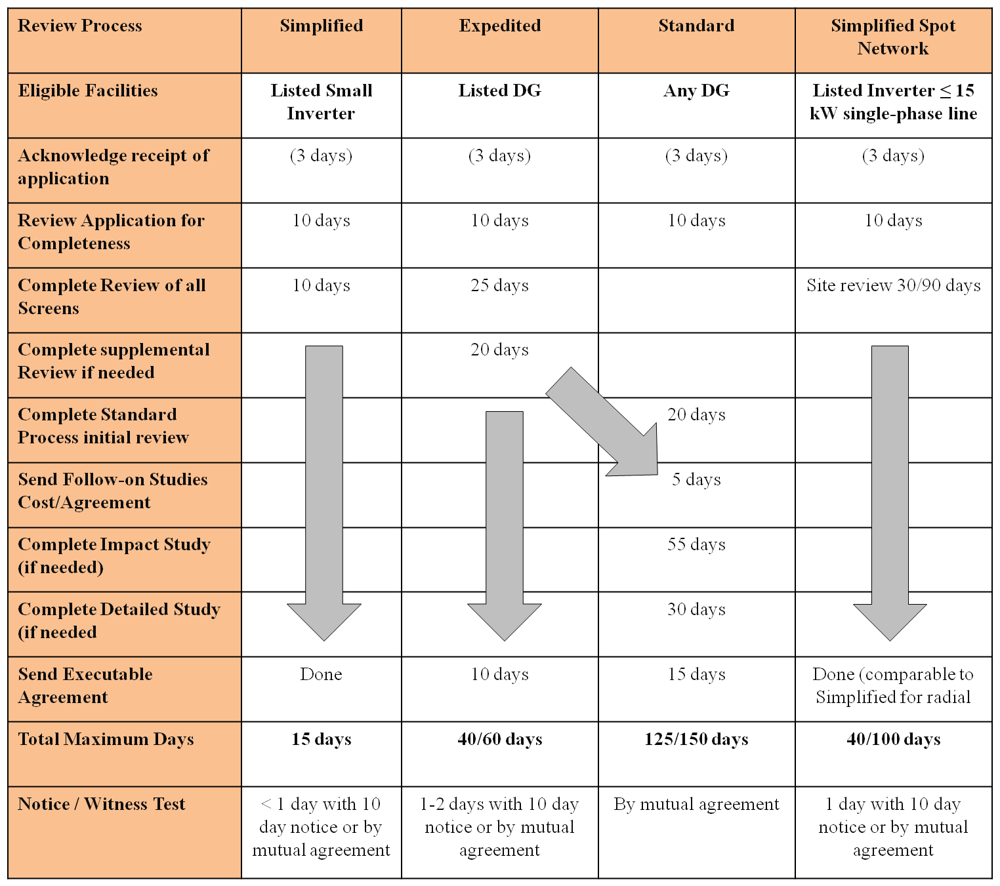 Review Process
Simplified
Expedited
Standard
Simplified Spot
Network
Eligible Facilities
Listed Small
Inverter
Listed DG
Any DG
Listed Inverter ≤ 15
kW single-phase line
Acknowledge receipt of
application
(3 days)
(3 days)
(3 days)
(3 days)
Review Application for
Completeness
10 days
10 days
10 days
10 days
Complete Review of all
Screens
10 days
25 days
Site review 30/90 days
Complete supplemental
Review if needed
20 days
Complete Standard
Process initial review
20 days
Send Follow-on Studies
Cost/Agreement
5 days
Complete Impact Study
(if needed)
55 days
Complete Detailed Study
(if needed
30 days
Send Executable
Agreement
Done
10 days
15 days
Done (comparable to
Simplified for radial
Total Maximum Days
15 days
40/60 days
125/150 days
40/100 days
Notice / Witness Test
< 1 day with 10
day notice or by
mutual agreement
1-2 days with 10 day
notice or by mutual
agreement
By mutual agreement
1 day with 10 day
notice or by mutual
agreement